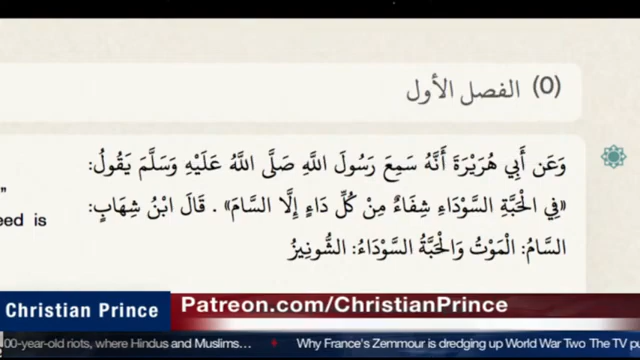 (0) الفصل الأول
وَعَن أَبِي هُرَيْرَةَ أَنَّهُ سَمِعَ رَسُولَ اللَّهِ صَلَّى اللَّهُ عَلَيْهِ وَسَلَّمَ يَقُولُ:
«فِي الْحَبَّةِ السَّوْدَاءِ شِفَاءٌ مِنْ كُلِّ دَاءٍ إِلَّا السَّامَ» . قَالَ ابْنُ شِهَابٍ:
السَّامُ: الْمَوْتُ وَالْحَبَّةُ السَّوْدَاءُ: الشُّونِيزُ
”
eed is
Christian Prince
Patreon.com/ChristianPrince
00-year-old riots, where Hindus and Muslims... Why France's Zemmour is dredging up World War Two The TV pu